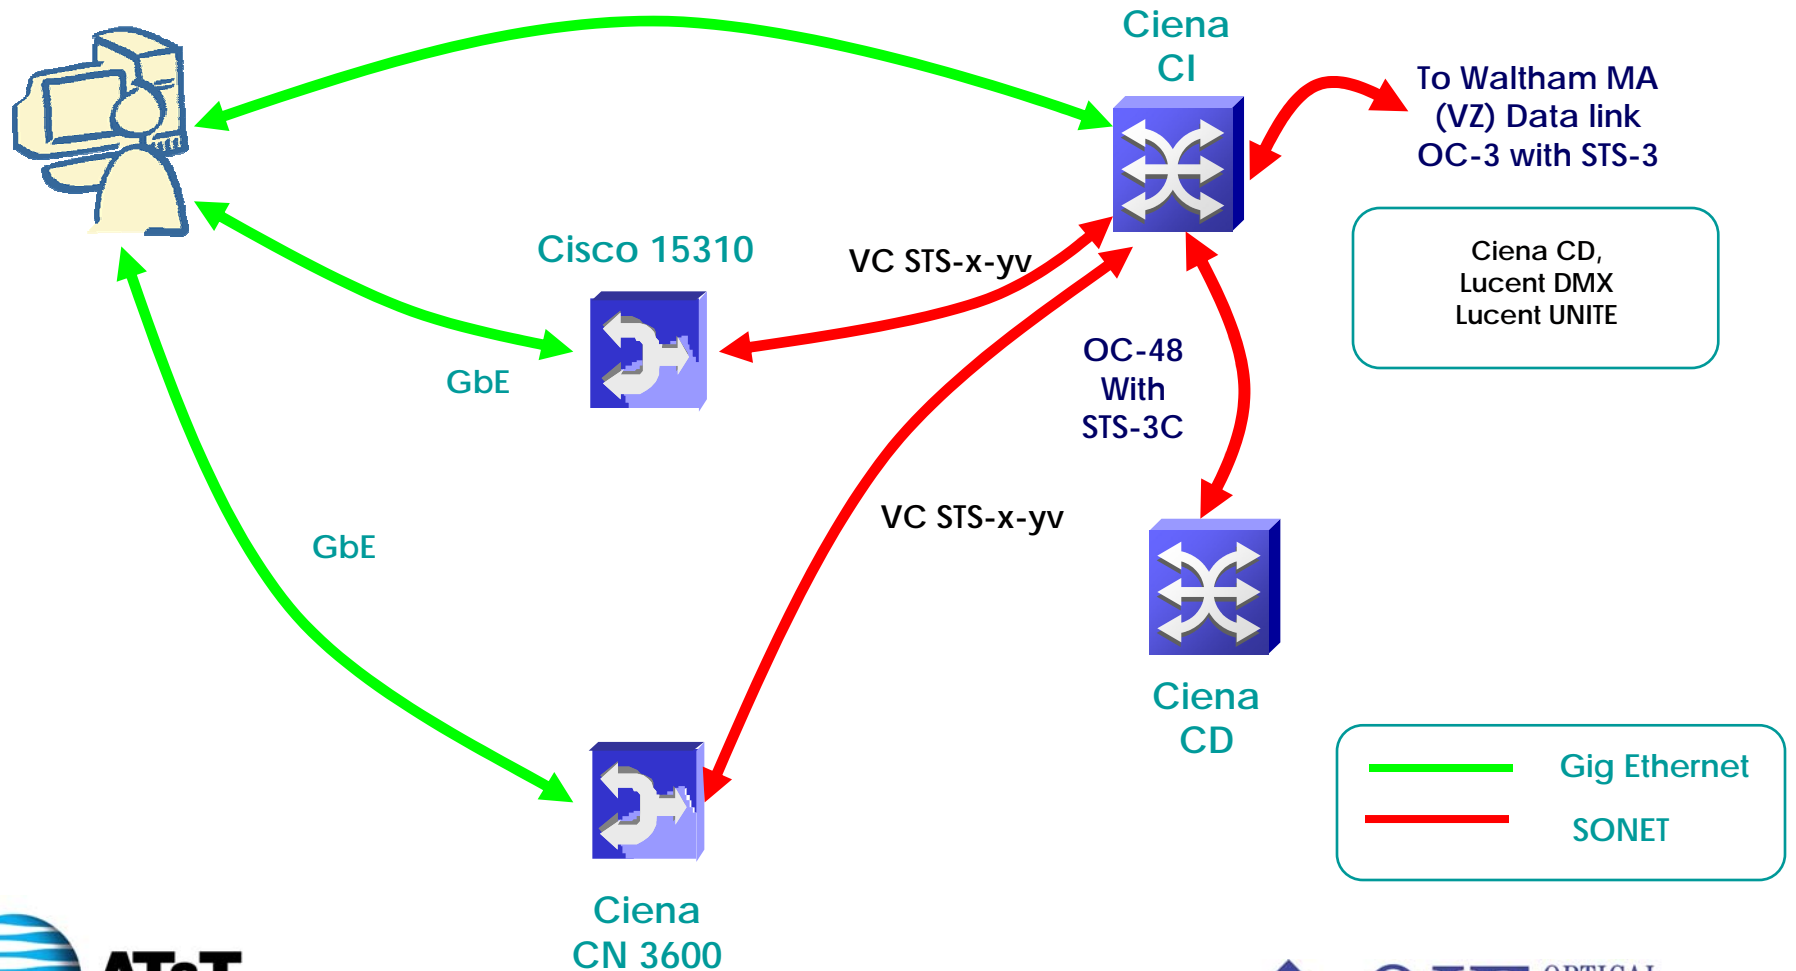 Ciena
CI
To Waltham MA
(VZ) Data link
OC-3 with STS-3
Cisco 15310
VC STS-x-yv
Ciena CD,
Lucent DMX
Lucent UNITE
OC-48
With
STS-3C
GbE
VC STS-x-yv
GbE
Ciena
CD
Gig Ethernet
SONET
Ciena
CN 3600
AT&T
OPTICAL